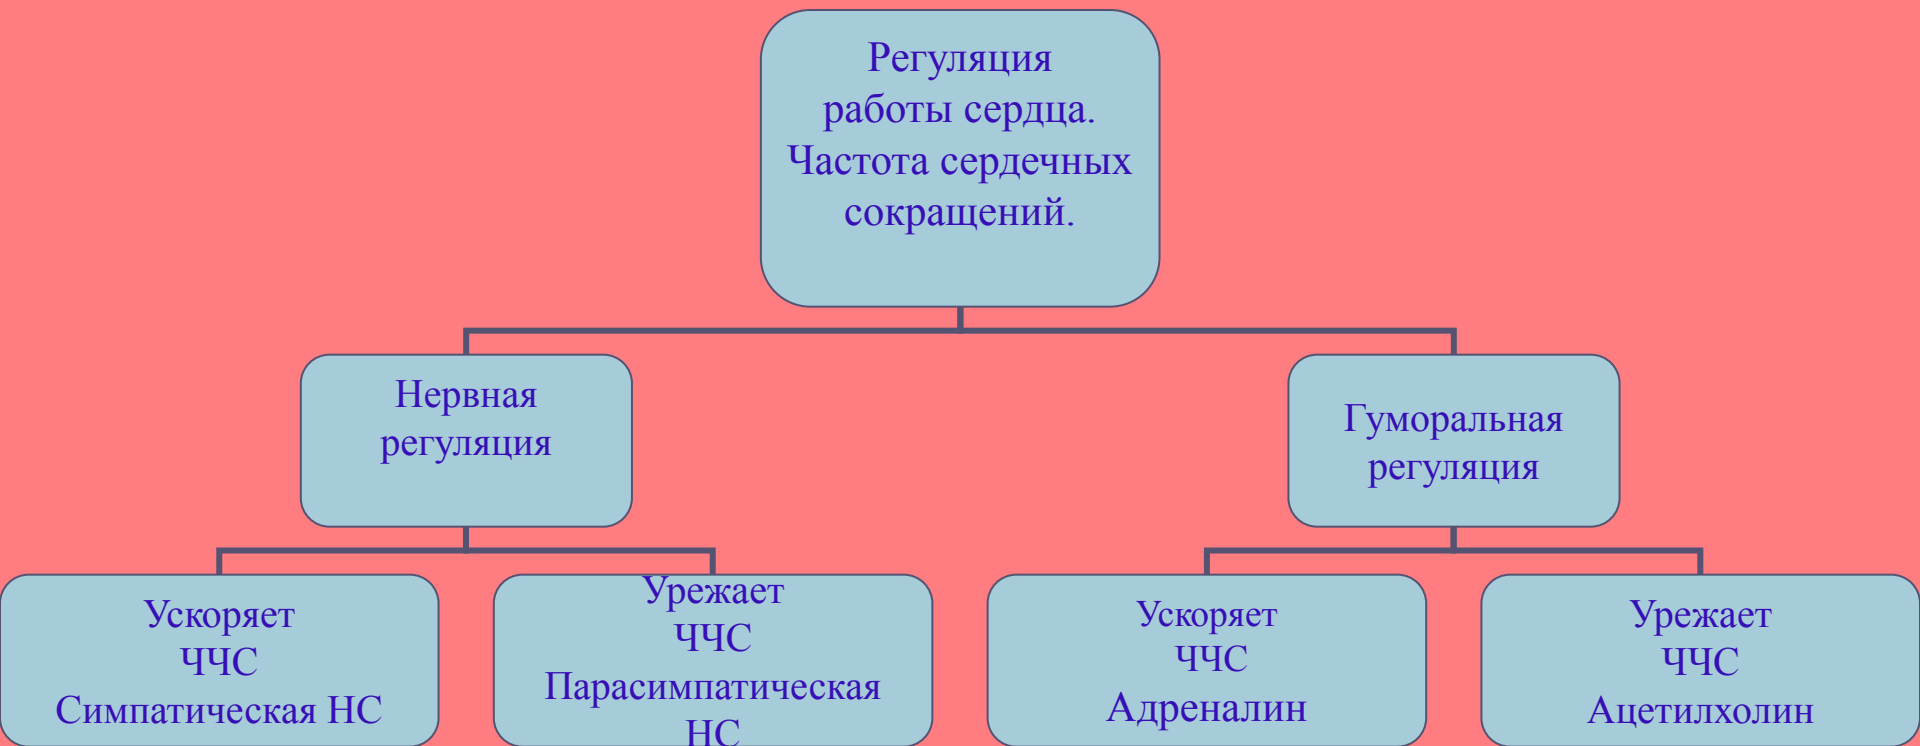 Регуляция
работы сердца.
Частота сердечных
сокращений.
Нервная
регуляция
Гуморальная
регуляция
Ускоряет
ЧЧС
Симпатическая НС
Урежает
ЧЧС
Парасимпатическая
НС
Ускоряет
ЧЧС
Адреналин
Урежает
ЧЧС
Ацетилхолин